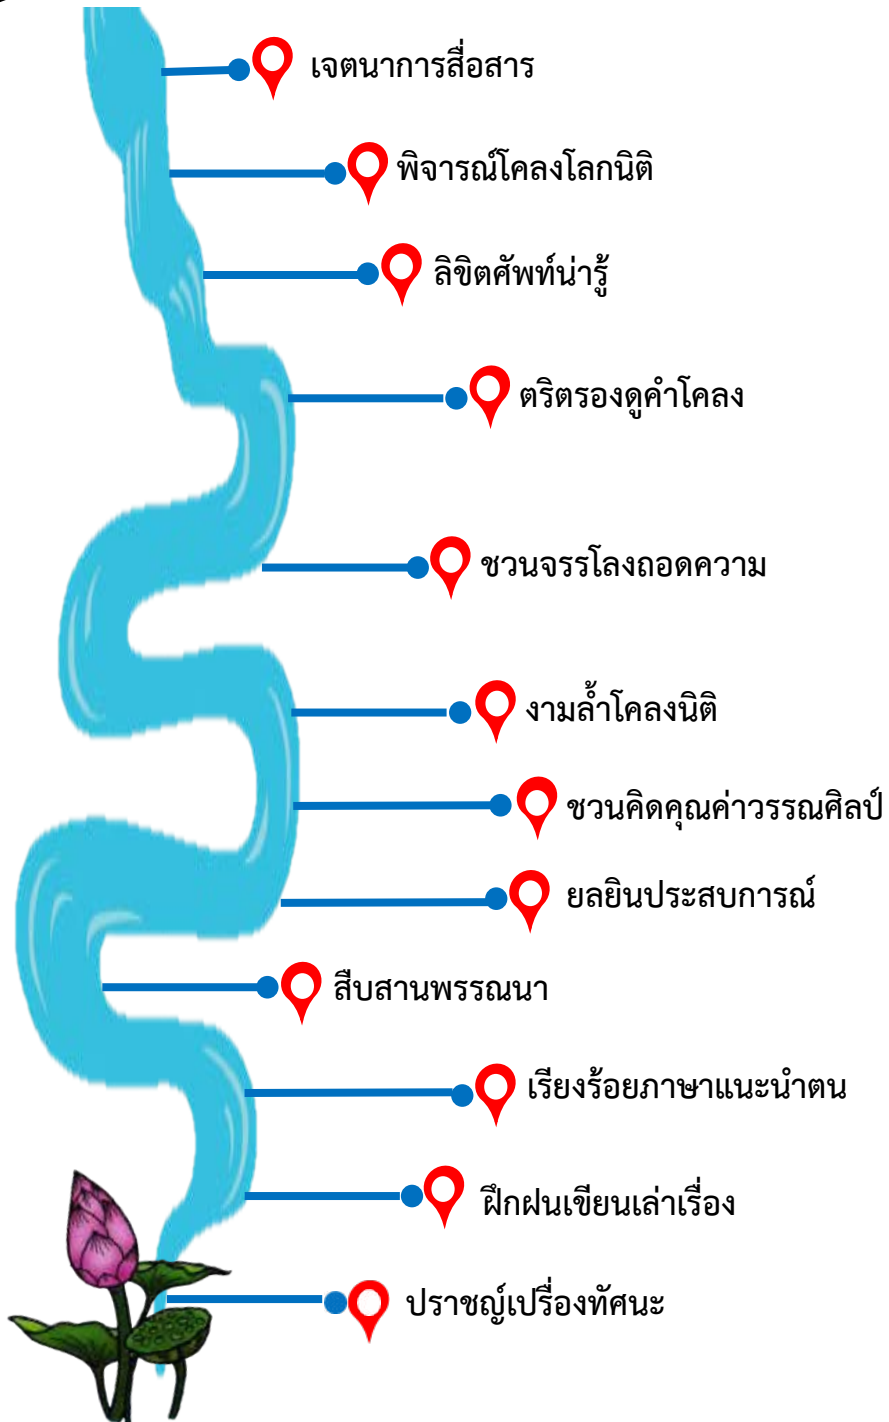 เจตนาการสื่อสาร
พิจารณ์โคลงโลกนิติ
ลิขิตศัพท์น่ารู้
ตริตรองดูคำโคลง
ชวนจรรโลงถอดความ
งามล้ำโคลงนิติ
ชวนคิดคุณค่าวรรณศิลป์
ยลยินประสบการณ์
สืบสานพรรณนา
เรียงร้อยภาษาแนะนำตน
ฝึกฝนเขียนเล่าเรื่อง
ปราชญ์เปรื่องทัศนะ